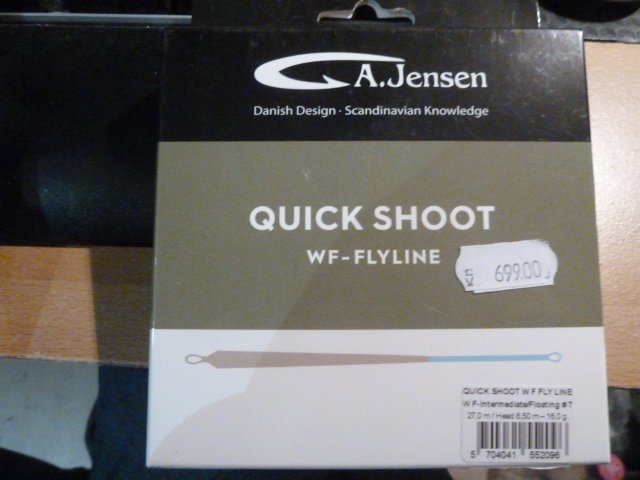 A.Jensen
Danish Design · Scandinavian Knowledge
QUICK SHOOT
WF-FLYLINE
KR 699.00
QUICK SHOOT W F FLY LINE
W F-Intermediate/Floating #7
27,0 m / Head 8,50 m – 16,0 g.
5 704041 552096